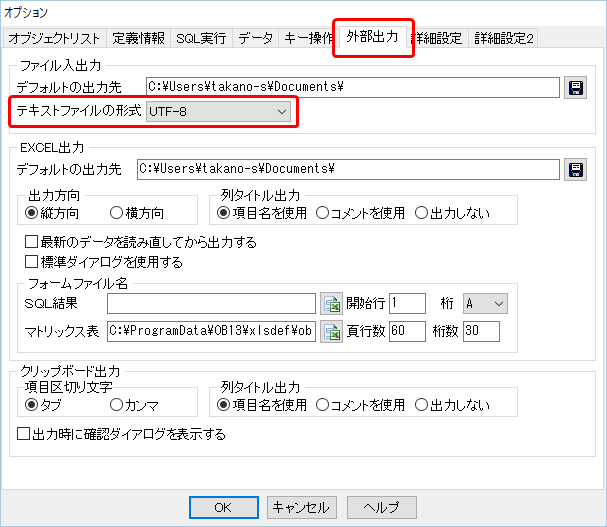 オプション
オブジェクトリスト 定義情報 SQL実行 データ キー操作 外部出力 詳細設定 詳細設定2
ファイル入出力
デフォルトの出力先 C:¥Users¥takano-s¥Documents¥
テキストファイルの形式 UTF-8
EXCEL出力
デフォルトの出力先 C:¥Users¥takano-s¥Documents¥
出力方向 列タイトル出力
縦方向 横方向 項目名を使用 コメントを使用 出力しない
最新のデータを読み直してから出力する
標準ダイアログを使用する
フォームファイル名
SQL結果 開始行 1 桁 A
マトリックス表 C:¥ProgramData¥OB13¥xlsdef¥ob 頁行数 60 桁数 30
クリップボード出力
項目区切り文字 列タイトル出力
タブ カンマ 項目名を使用 コメントを使用 出力しない
出力時に確認ダイアログを表示する
OK キャンセル ヘルプ